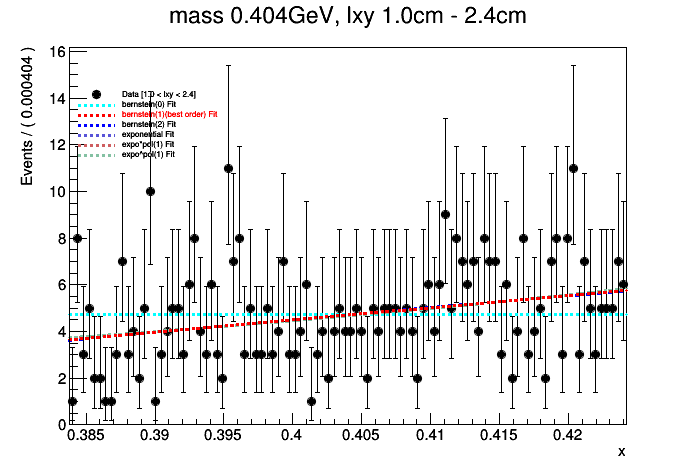 mass 0.404GeV, lxy 1.0cm - 2.4cm
Events / ( 0.000404 )
16
14
12
10
8
6
4
2
0
Data [1.0 < lxy < 2.4]
bernstein(0) Fit
bernstein(1)(best order) Fit
bernstein(2) Fit
exponential Fit
expo*pol(1) Fit
expo^pol(1) Fit
0.385 0.39 0.395 0.4 0.405 0.41 0.415 0.42
x